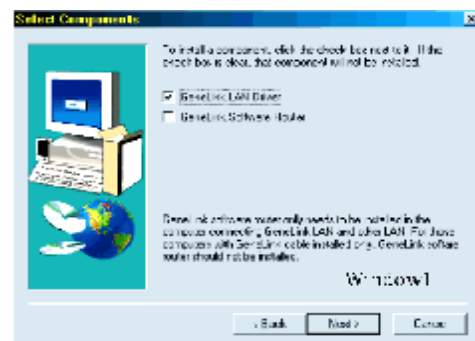 Select Components
To install a component, click the check box next to it. If the
check box is clear, that component will not be installed.
GeneLink LAN Driver
GeneLink Software Router
GeneLink software router only needs to be installed in the
computer connecting GeneLink LAN and other LAN. For those
computers with GeneLink cable installed only, GeneLink software
router should not be installed.
Window1
< Back
Next >
Cancel